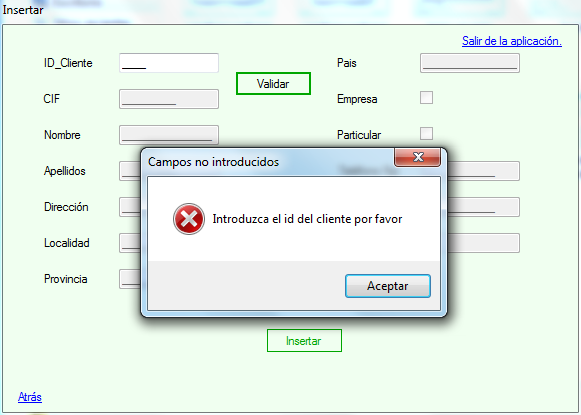 Insertar
Salir de la aplicación.
ID_Cliente
Pais
Validar
CIF
Empresa
Nombre
Particular
Campos no introducidos
Apellidos
Introduzca el id del cliente por favor
Dirección
Localidad
Provincia
Aceptar
Insertar
Atrás